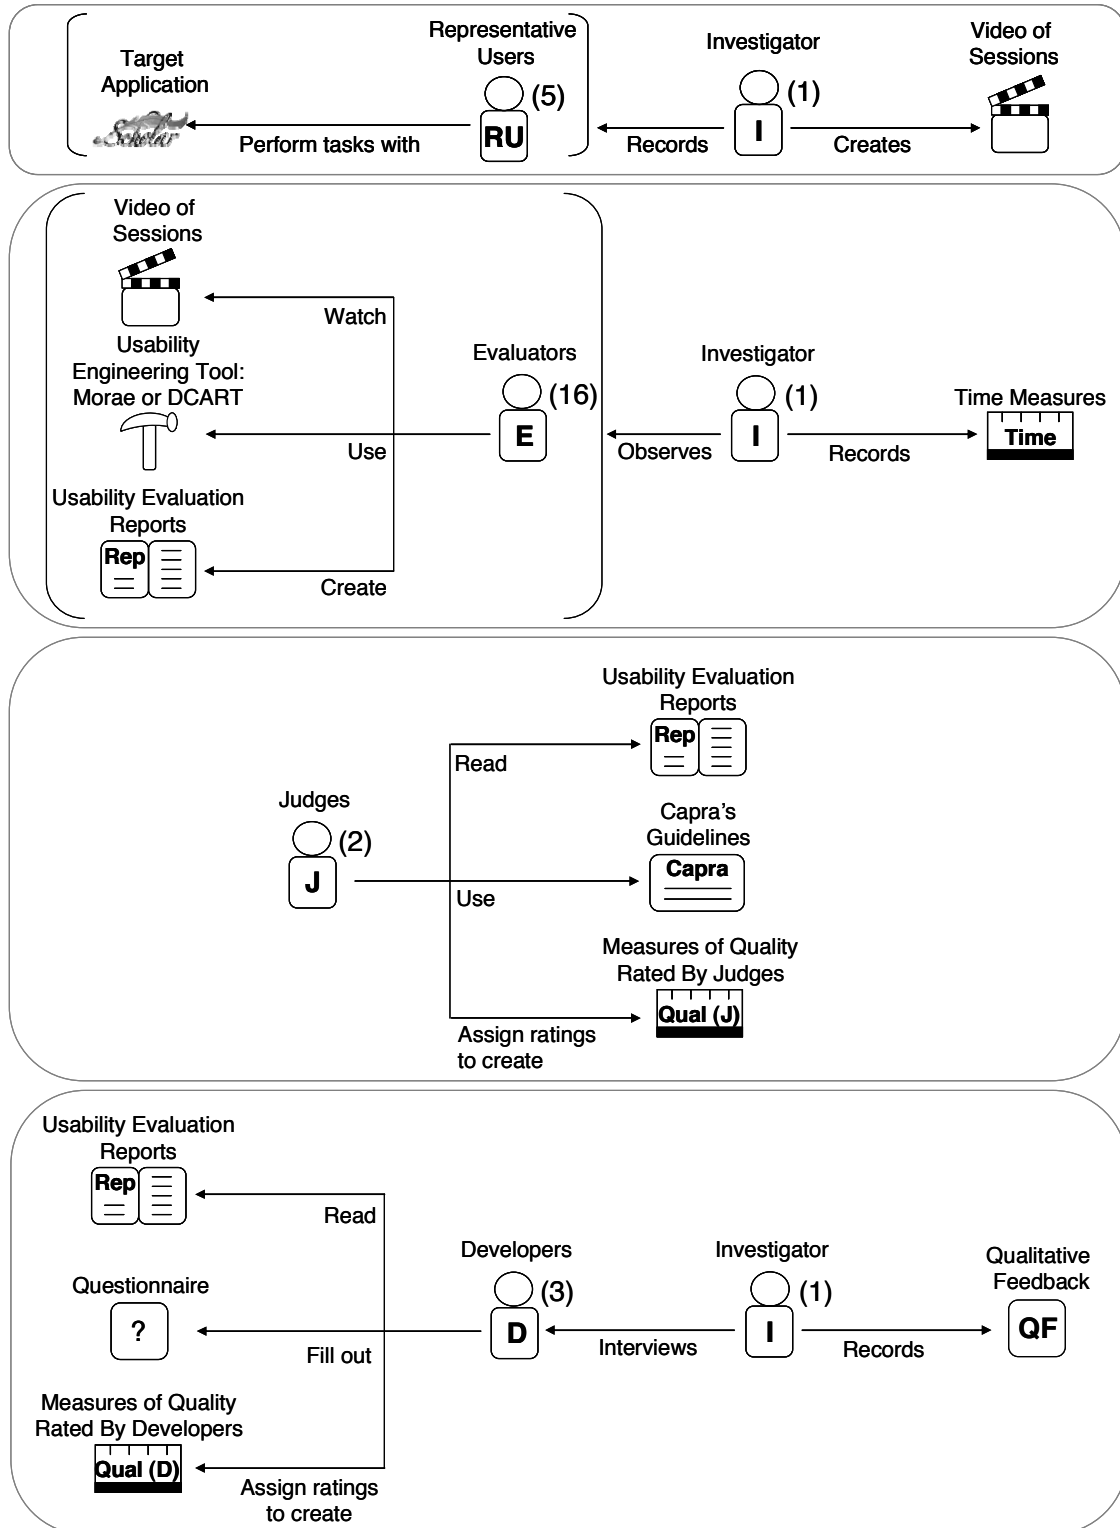 Target
Application
Scholar
Perform tasks with
Representative
Users
(5)
RU
Records
Investigator
(1)
I
Creates
Video of
Sessions
Video of
Sessions
Watch
Usability
Engineering Tool:
Morae or DCART
Use
Usability Evaluation
Reports
Rep
Create
Evaluators
(16)
E
Observes
Investigator
(1)
I
Records
Time Measures
Time
Judges
(2)
J
Read
Usability Evaluation
Reports
Rep
Use
Capra's
Guidelines
Capra
Assign ratings
to create
Measures of Quality
Rated By Judges
Qual (J)
Usability Evaluation
Reports
Rep
Read
Questionnaire
?
Fill out
Measures of Quality
Rated By Developers
Qual (D)
Assign ratings
to create
Developers
(3)
D
Interviews
Investigator
(1)
I
Records
Qualitative
Feedback
QF